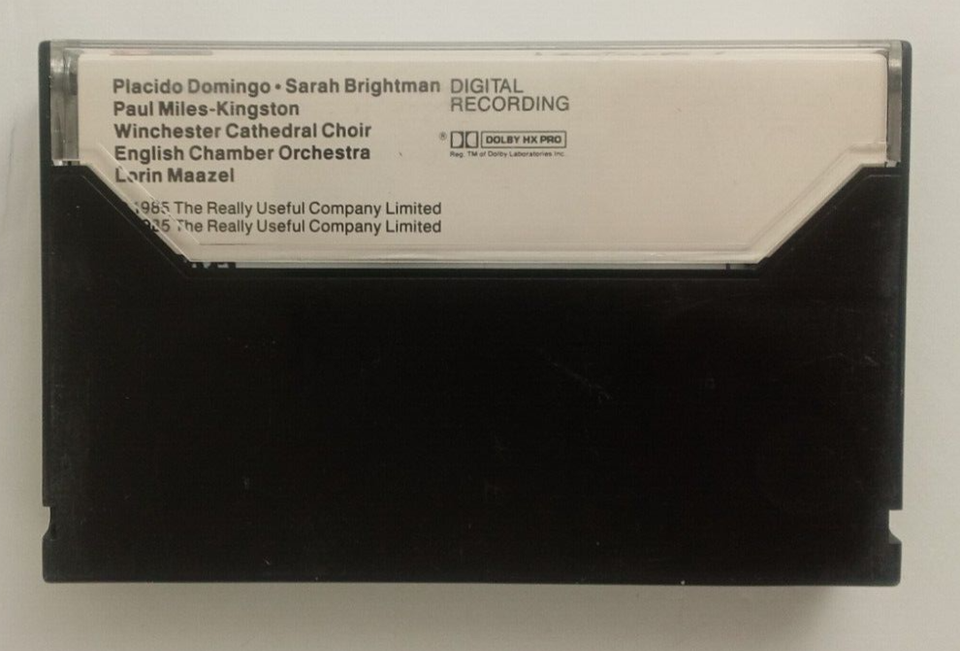 Placido Domingo • Sarah Brightman
Paul Miles-Kingston
Winchester Cathedral Choir
English Chamber Orchestra
Lorin Maazel
1985 The Really Useful Company Limited
1985 The Really Useful Company Limited
DIGITAL
RECORDING
® DOLBY HX PRO
Reg. TM of Dolby Laboratories Inc.